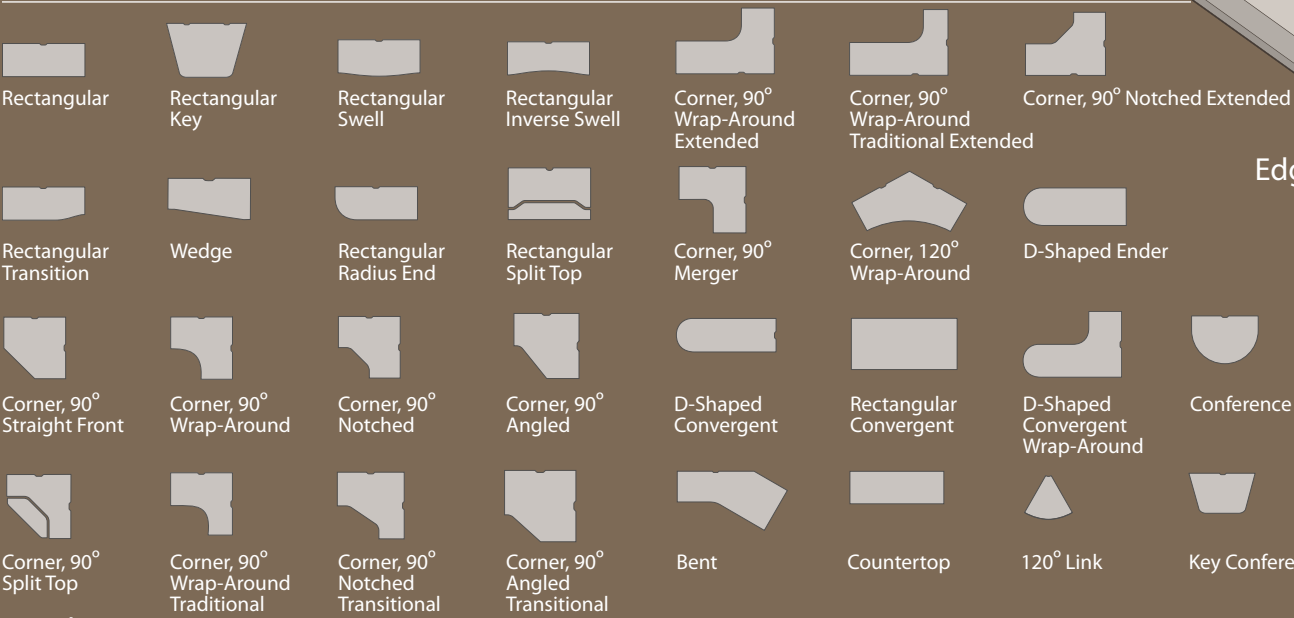 Rectangular
Rectangular
Key
Rectangular
Swell
Rectangular
Inverse Swell
Corner, 90°
Wrap-Around
Extended
Corner, 90°
Wrap-Around
Traditional Extended
Corner, 90° Notched Extended
Edg
Rectangular
Transition
Wedge
Rectangular
Radius End
Rectangular
Split Top
Corner, 90°
Merger
Corner, 120°
Wrap-Around
D-Shaped Ender
Corner, 90°
Straight Front
Corner, 90°
Wrap-Around
Corner, 90°
Notched
Corner, 90°
Angled
D-Shaped
Convergent
Rectangular
Convergent
D-Shaped
Convergent
Wrap-Around
Conference
Corner, 90°
Split Top
Corner, 90°
Wrap-Around
Traditional
Corner, 90°
Notched
Transitional
Corner, 90°
Angled
Transitional
Bent
Countertop
120° Link
Key Confere